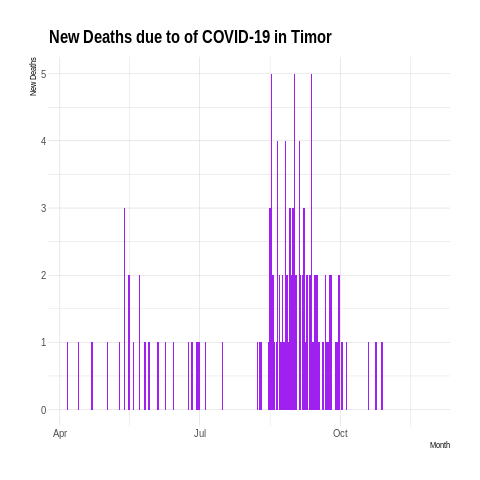 New Deaths due to of COVID-19 in Timor
New Deaths
5
4
3
2
1
0
Apr
Jul
Oct
Month